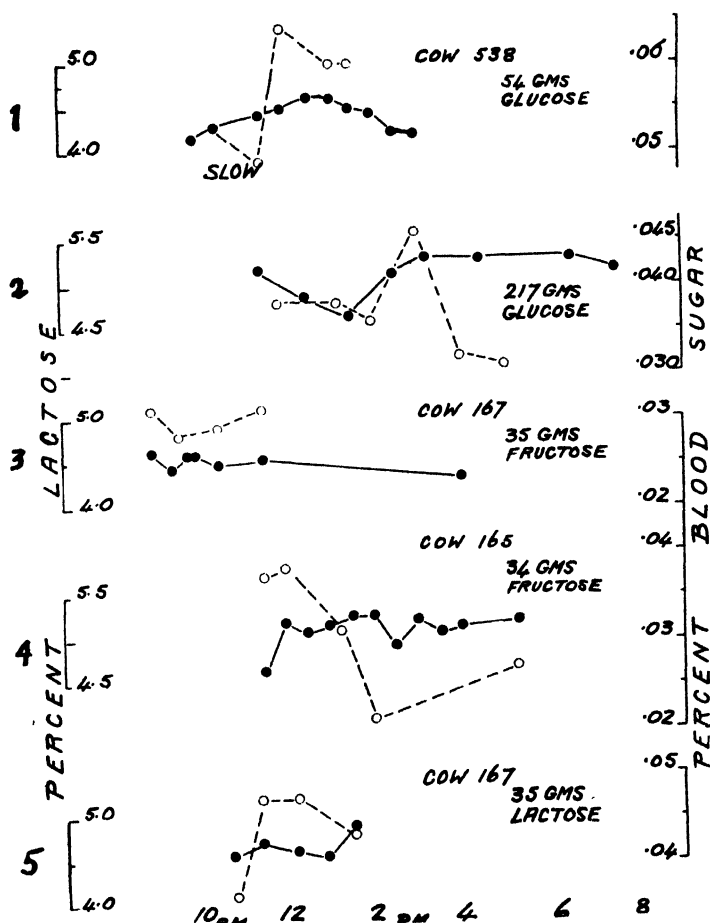 1
5.0
4.0
COW 538
54 GMS
GLUCOSE
.06
.05
SLOW
2
5.5
4.5
217 GMS
GLUCOSE
.045
.040
.030
3
5.0
4.0
COW 167
35 GMS
FRUCTOSE
.03
.02
4
5.5
4.5
COW 165
34 GMS
FRUCTOSE
.04
.03
.02
5
5.0
4.0
COW 167
35 GMS
LACTOSE
.05
.04
PERCENT LACTOSE
PERCENT BLOOD SUGAR
10 12 2 PM 4 6 8